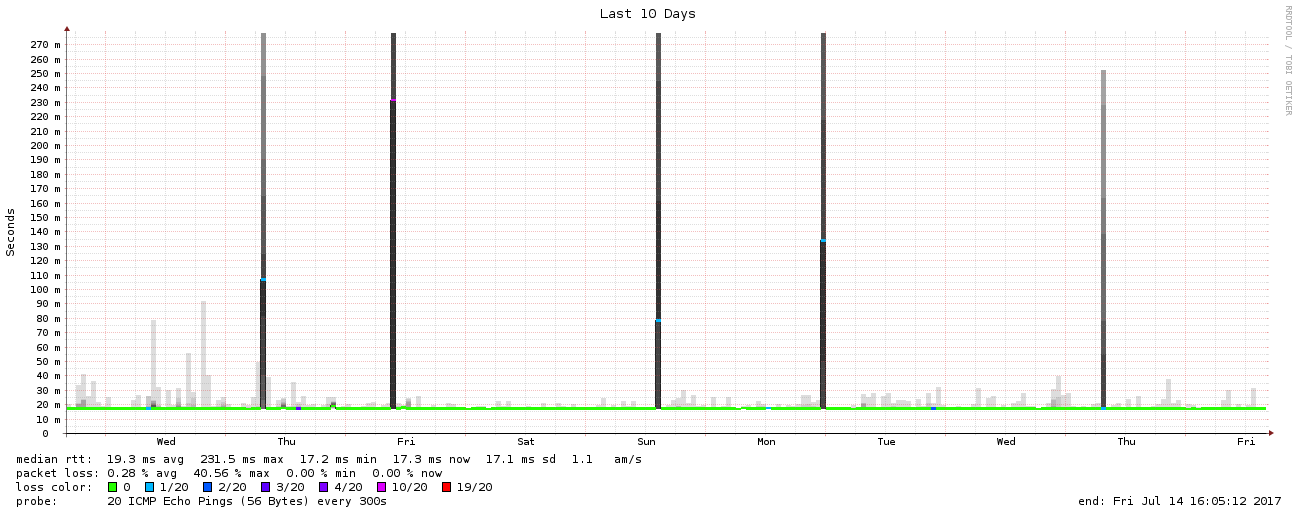 Last 10 Days
RRDTOOL / TOBI OETIKER
Seconds
270 m
260 m
250 m
240 m
230 m
220 m
210 m
200 m
190 m
180 m
170 m
160 m
150 m
140 m
130 m
120 m
110 m
100 m
90 m
80 m
70 m
60 m
50 m
40 m
30 m
20 m
10 m
0
Wed Thu Fri Sat Sun Mon Tue Wed Thu Fri
median rtt: 19.3 ms avg 231.5 ms max 17.2 ms min 17.3 ms now 17.1 ms sd 1.1 am/s
packet loss: 0.28 % avg 40.56 % max 0.00 % min 0.00 % now
loss color: 0 1/20 2/20 3/20 4/20 10/20 19/20
probe: 20 ICMP Echo Pings (56 Bytes) every 300s
end: Fri Jul 14 16:05:12 2017